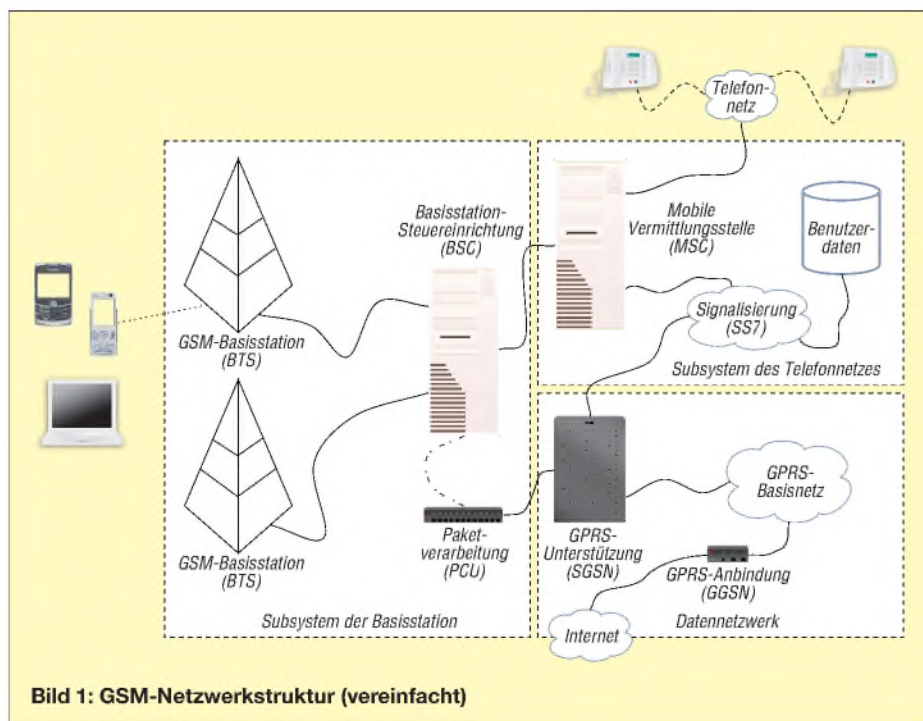 Telefon-
netz
Basisstation-
Steuereinrichtung
(BSC)
Mobile
Vermittlungsstelle
(MSC)
Benutzer-
daten
GSM-Basisstation
(BTS)
Signalisierung
(SS7)
Subsystem des Telefonnetzes
GSM-Basisstation
(BTS)
Paket-
verarbeitung
(PCU)
Subsystem der Basisstation
GPRS-
Unterstützung
(SGSN)
GPRS-
Basisnetz
GPRS-Anbindung
(GGSN)
Internet
Datennetzwerk
Bild 1: GSM-Netzwerkstruktur (vereinfacht)